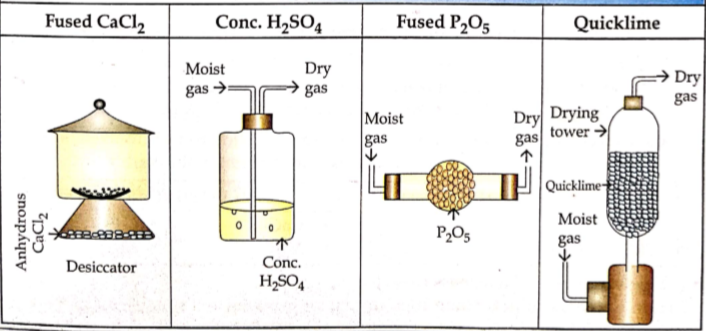 Fused CaCl₂
Conc. H₂SO₄
Fused P₂O₅
Quicklime
Anhydrous
CaCl₂
Desiccator
Moist
gas
Dry
gas
Conc.
H₂SO₄
Moist
gas
Dry
gas
P₂O₅
Drying
tower
Quicklime
Moist
gas
Dry
gas